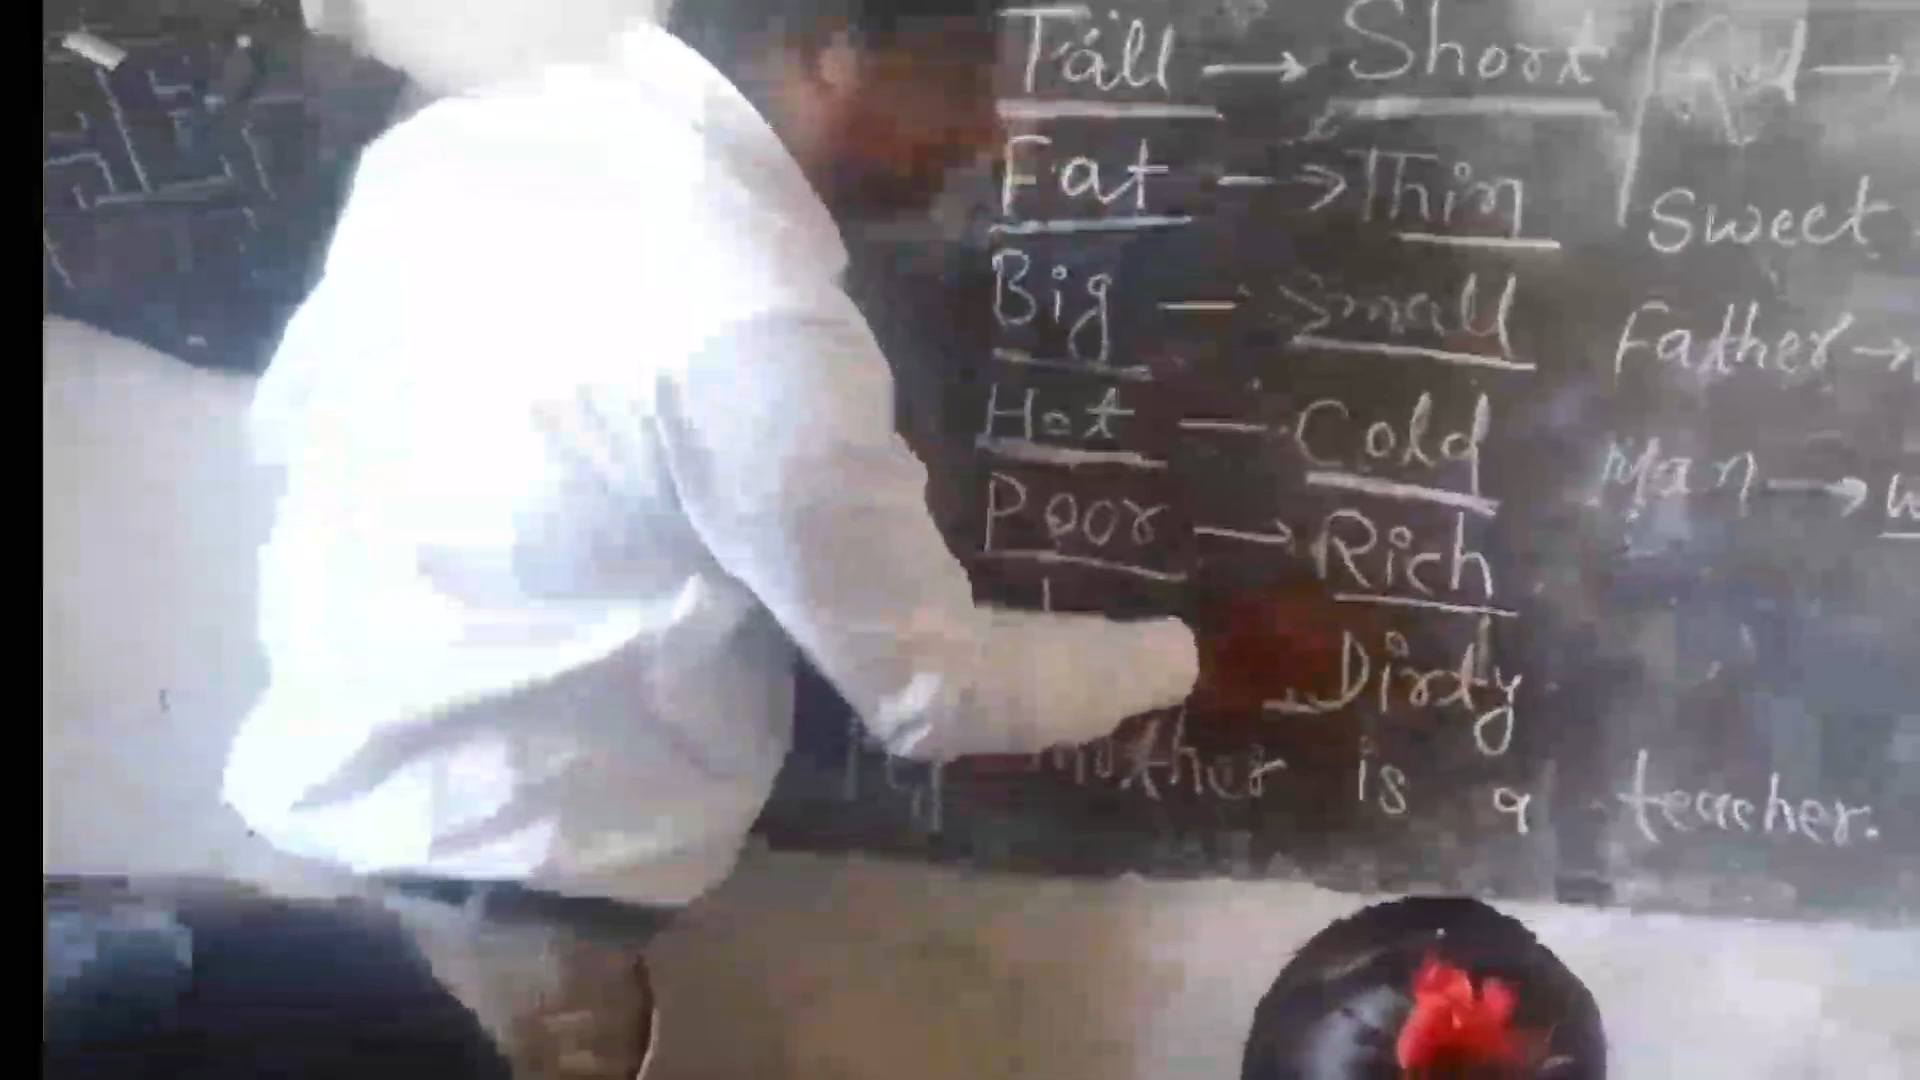 Tall → Short
Fat → Thin
Big — Small
Hot — Cold
Poor → Rich
Dirty
mother is a teacher.
→
Sweet
Father →
Man → w